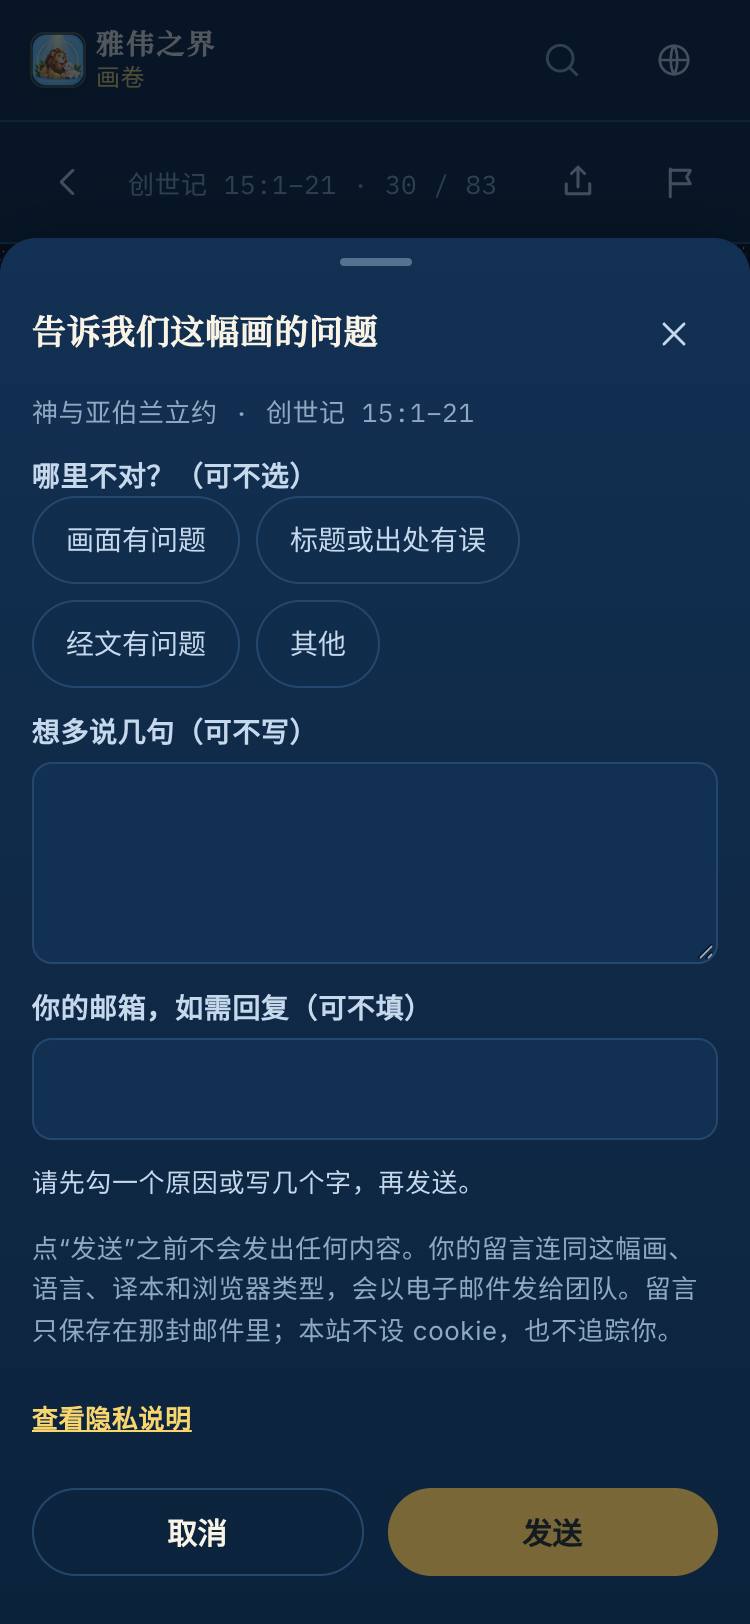 雅伟之界
画卷
创世记 15:1–21 · 30 / 83
告诉我们这幅画的问题
神与亚伯兰立约 · 创世记 15:1–21
哪里不对？（可不选）
画面有问题
标题或出处有误
经文有问题
其他
想多说几句（可不写）
你的邮箱，如需回复（可不填）
请先勾一个原因或写几个字，再发送。
点“发送”之前不会发出任何内容。你的留言连同这幅画、
语言、译本和浏览器类型，会以电子邮件发给团队。留言
只保存在那封邮件里；本站不设 cookie，也不追踪你。
查看隐私说明
取消
发送